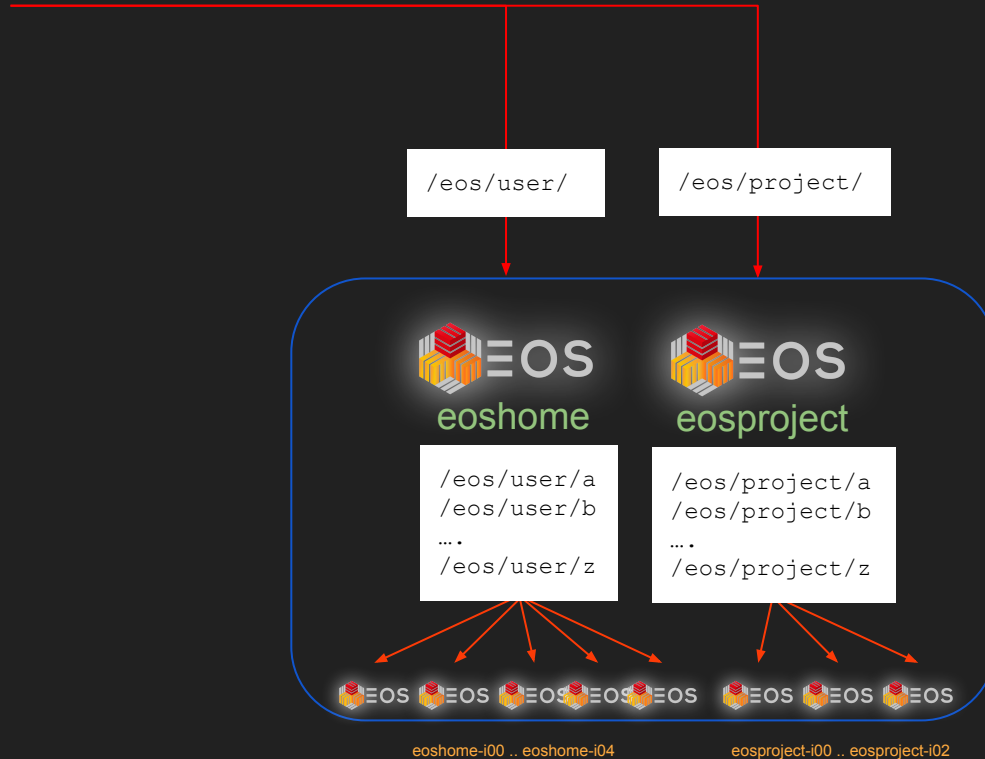 /eos/user/
/eos/project/
EOS
EOS
eoshome
eosproject
/eos/user/a
/eos/user/b
….
/eos/user/z
/eos/project/a
/eos/project/b
….
/eos/project/z
EOS EOS EOS EOS EOS EOS EOS EOS
eoshome-i00 .. eoshome-i04
eosproject-i00 .. eosproject-i02